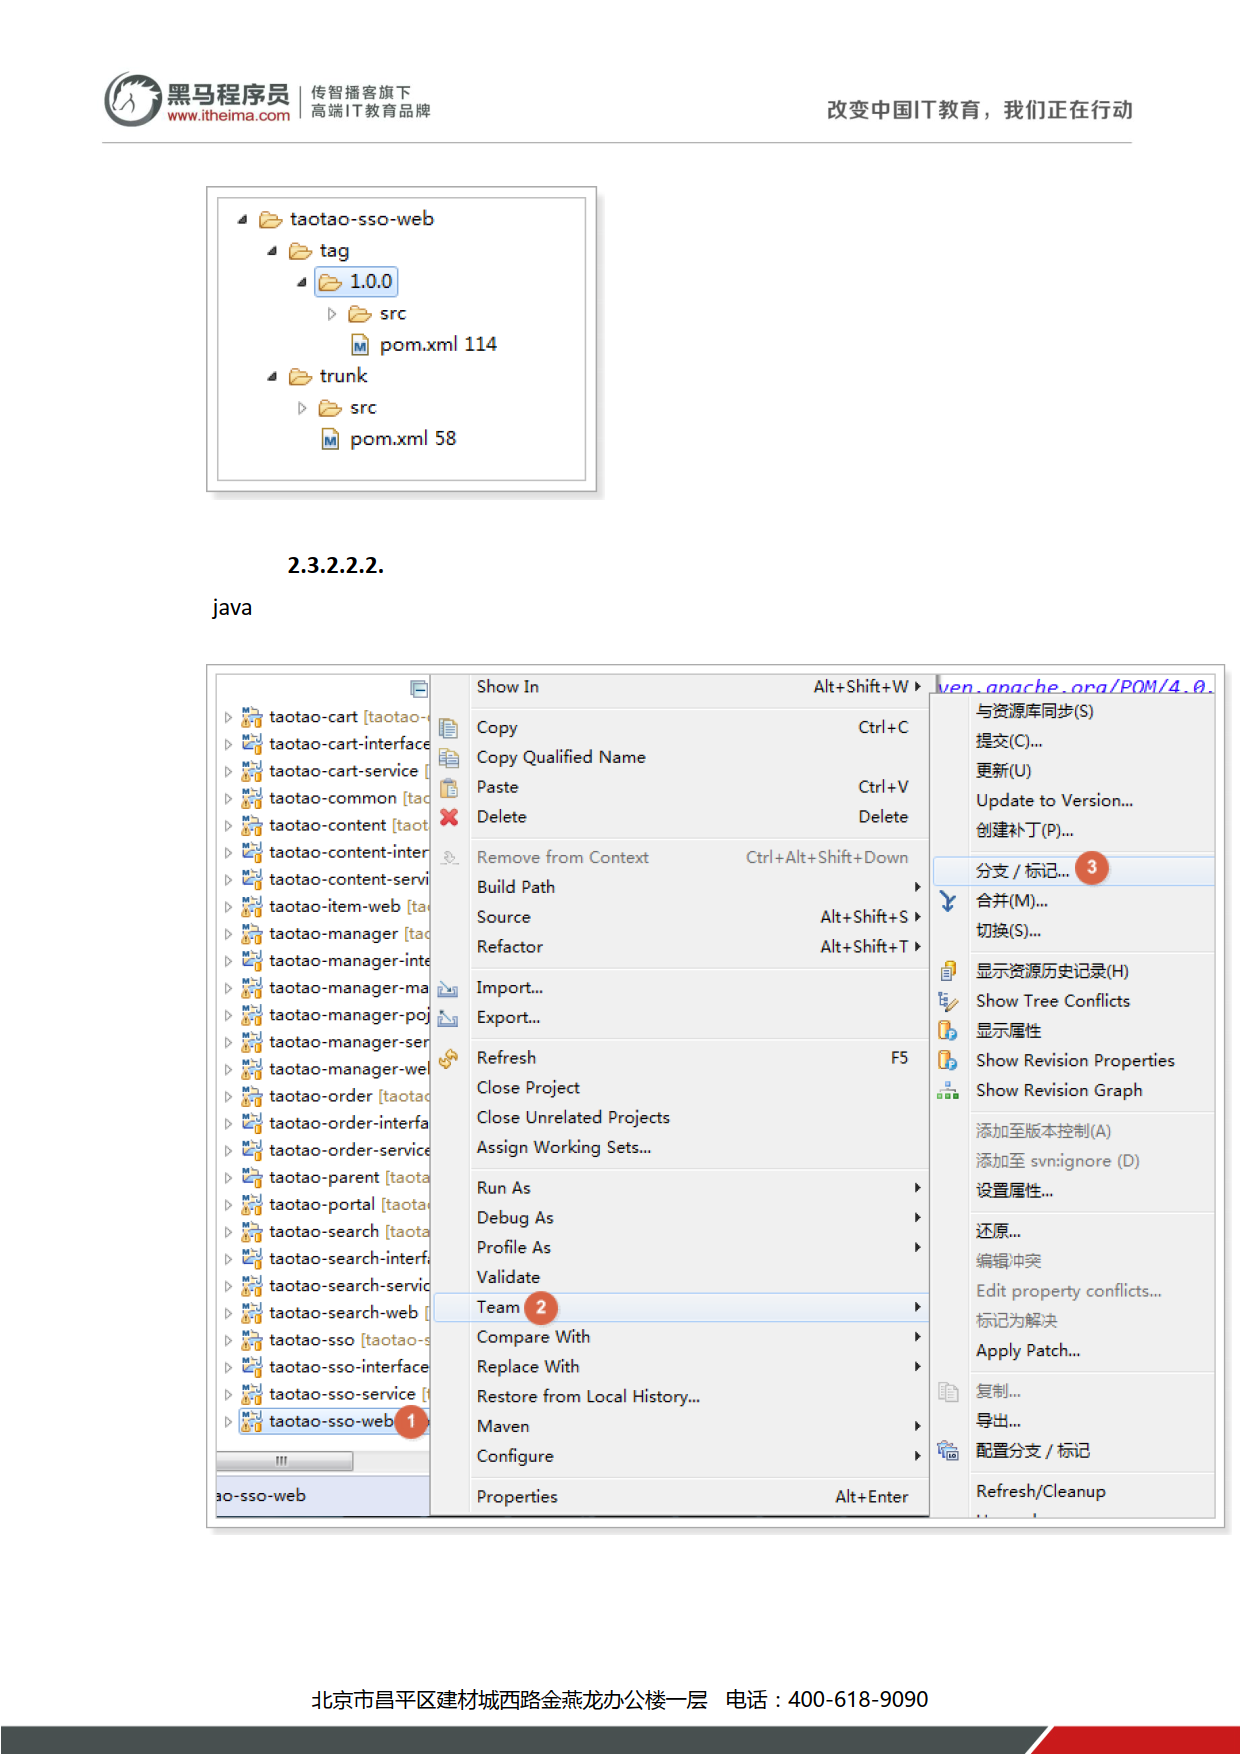 黑马程序员
www.itheima.com
传智播客旗下
高端IT教育品牌
改变中国IT教育，我们正在行动
taotao-sso-web
tag
1.0.0
src
pom.xml 114
trunk
src
pom.xml 58
2.3.2.2.2.
java
taotao-cart [taotao-
taotao-cart-interface
taotao-cart-service [
taotao-common [tao
taotao-content [taot
taotao-content-inter
taotao-content-servi
taotao-item-web [ta
taotao-manager [tac
taotao-manager-inte
taotao-manager-ma
taotao-manager-poj
taotao-manager-ser
taotao-manager-wel
taotao-order [taotao
taotao-order-interfa
taotao-order-service
taotao-parent [taota
taotao-portal [taotao
taotao-search [taota
taotao-search-interfa
taotao-search-servic
taotao-search-web [
taotao-sso [taotao-s
taotao-sso-interface
taotao-sso-service [t
taotao-sso-web 1
ao-sso-web
Show In Alt+Shift+W
Copy Ctrl+C
Copy Qualified Name
Paste Ctrl+V
Delete Delete
Remove from Context Ctrl+Alt+Shift+Down
Build Path
Source Alt+Shift+S
Refactor Alt+Shift+T
Import...
Export...
Refresh F5
Close Project
Close Unrelated Projects
Assign Working Sets...
Run As
Debug As
Profile As
Validate
Team 2
Compare With
Replace With
Restore from Local History...
Maven
Configure
Properties Alt+Enter
ven.apache.org/POM/4.0.
与资源库同步(S)
提交(C)...
更新(U)
Update to Version...
创建补丁(P)...
分支 / 标记... 3
合并(M)...
切换(S)...
显示资源历史记录(H)
Show Tree Conflicts
显示属性
Show Revision Properties
Show Revision Graph
添加至版本控制(A)
添加至 svn:ignore (D)
设置属性...
还原...
编辑冲突
Edit property conflicts...
标记为解决
Apply Patch...
复制...
导出...
配置分支 / 标记
Refresh/Cleanup
北京市昌平区建材城西路金燕龙办公楼一层 电话：400-618-9090